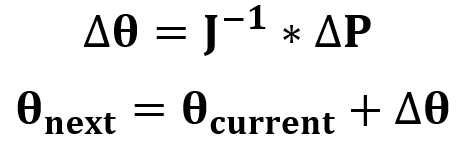 Δθ = J⁻¹ * ΔP
θnext = θcurrent + Δθ